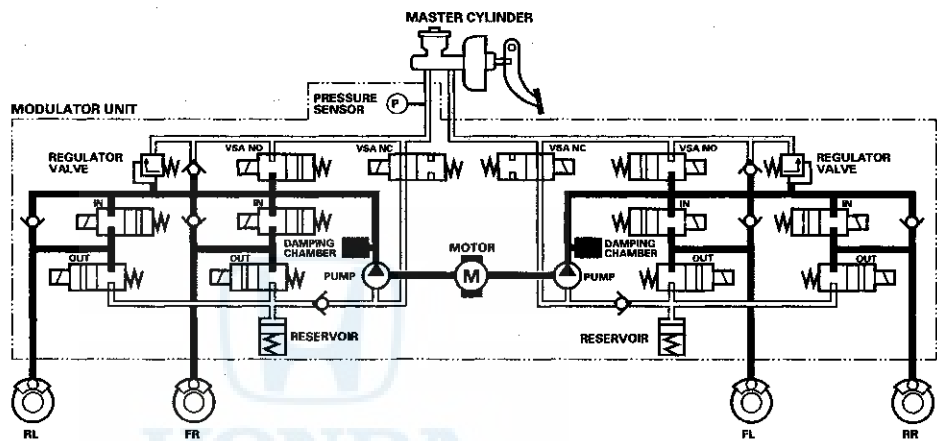 MASTER CYLINDER
PRESSURE SENSOR
P
MODULATOR UNIT
REGULATOR VALVE
VSA NO
VSA NC
VSA NC
VSA NO
REGULATOR VALVE
IN
IN
IN
IN
DAMPING CHAMBER
MOTOR
DAMPING CHAMBER
OUT
OUT
PUMP
M
PUMP
OUT
OUT
RESERVOIR
RESERVOIR
RL
FR
FL
RR
HONDA